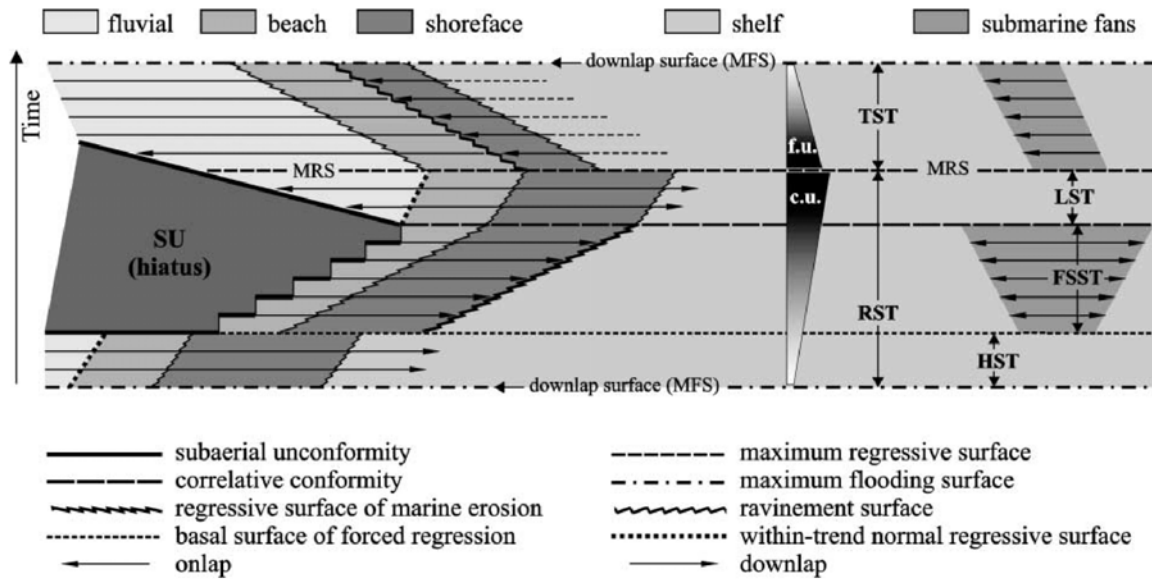 fluvial beach shoreface shelf submarine fans
downlap surface (MFS)
Time
TST
f.u.
MRS MRS
c.u.
LST
SU
(hiatus)
FSST
RST
HST
downlap surface (MFS)
subaerial unconformity
correlative conformity
regressive surface of marine erosion
basal surface of forced regression
onlap
maximum regressive surface
maximum flooding surface
ravinement surface
within-trend normal regressive surface
downlap